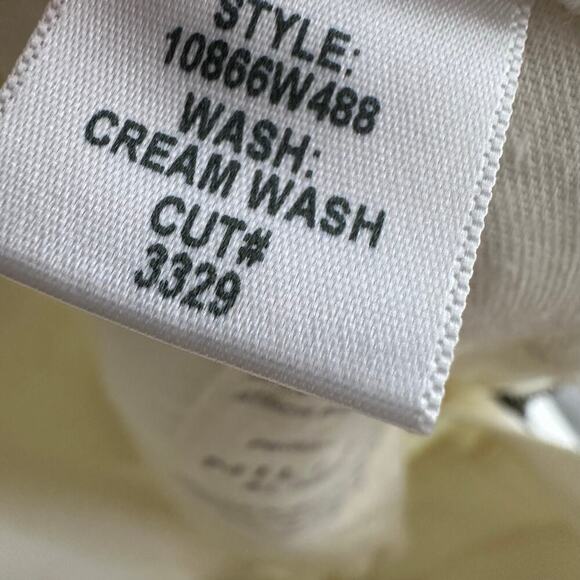 STYLE:
10866W488
WASH:
CREAM WASH
CUT#
3329